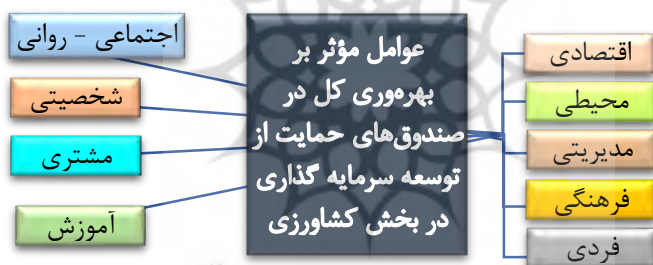 عوامل مؤثر بر
بهره‌وری کل در
صندوق‌های حمایت از
توسعه سرمایه گذاری
در بخش کشاورزی
اقتصادی
محیطی
مدیریتی
فرهنگی
فردی
اجتماعی - روانی
شخصیتی
مشتری
آموزش